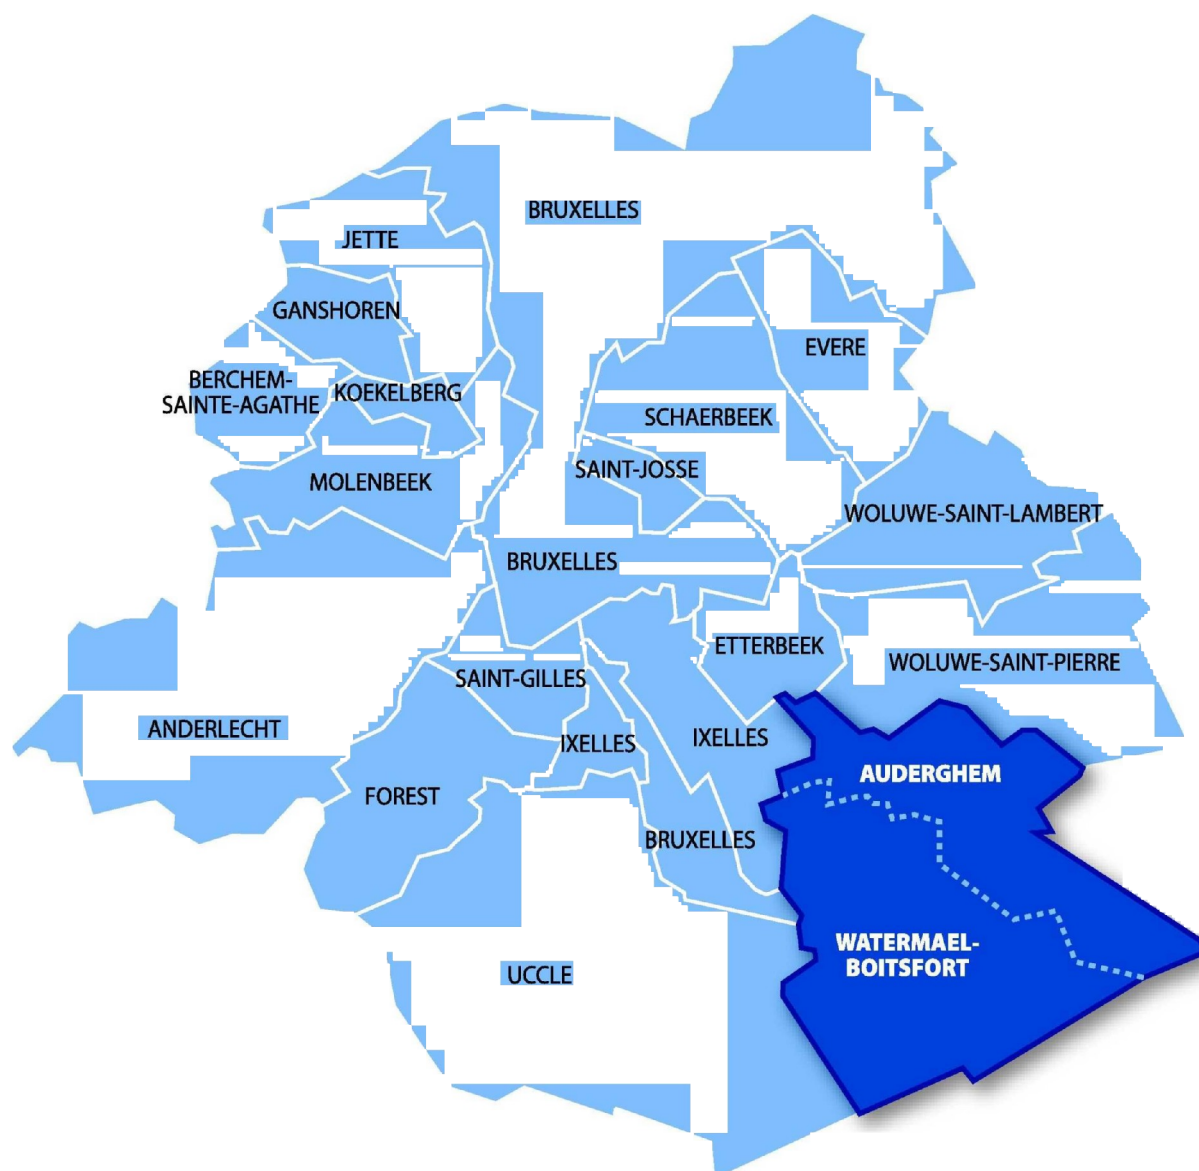 BRUXELLES
JETTE
GANSHOREN
EVERE
BERCHEM-
SAINTE-AGATHE
KOEKELBERG
SCHAERBEEK
SAINT-JOSSE
MOLENBEEK
WOLUWE-SAINT-LAMBERT
BRUXELLES
ETTERBEEK
WOLUWE-SAINT-PIERRE
SAINT-GILLES
ANDERLECHT
IXELLES
IXELLES
AUDERGHEM
FOREST
BRUXELLES
WATERMAEL-
BOITSFORT
UCCLE